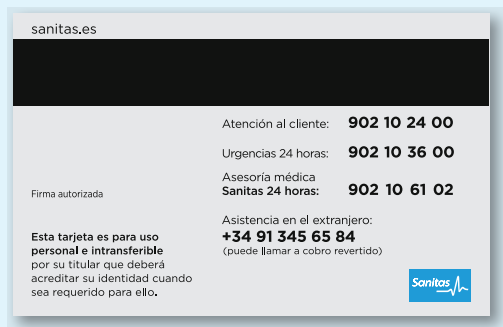 sanitas.es
Atención al cliente: 902 10 24 00
Urgencias 24 horas: 902 10 36 00
Asesoría médica
Sanitas 24 horas: 902 10 61 02
Firma autorizada
Asistencia en el extranjero:
+34 91 345 65 84
(puede llamar a cobro revertido)
Esta tarjeta es para uso
personal e intransferible
por su titular que deberá
acreditar su identidad cuando
sea requerido para ello.
Sanitas